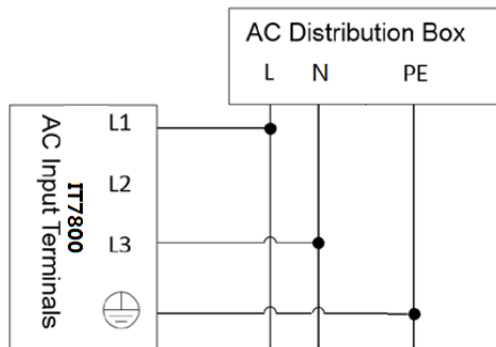 AC Distribution Box
L N PE
L1
L2
L3
AC Input Terminals
IT7800